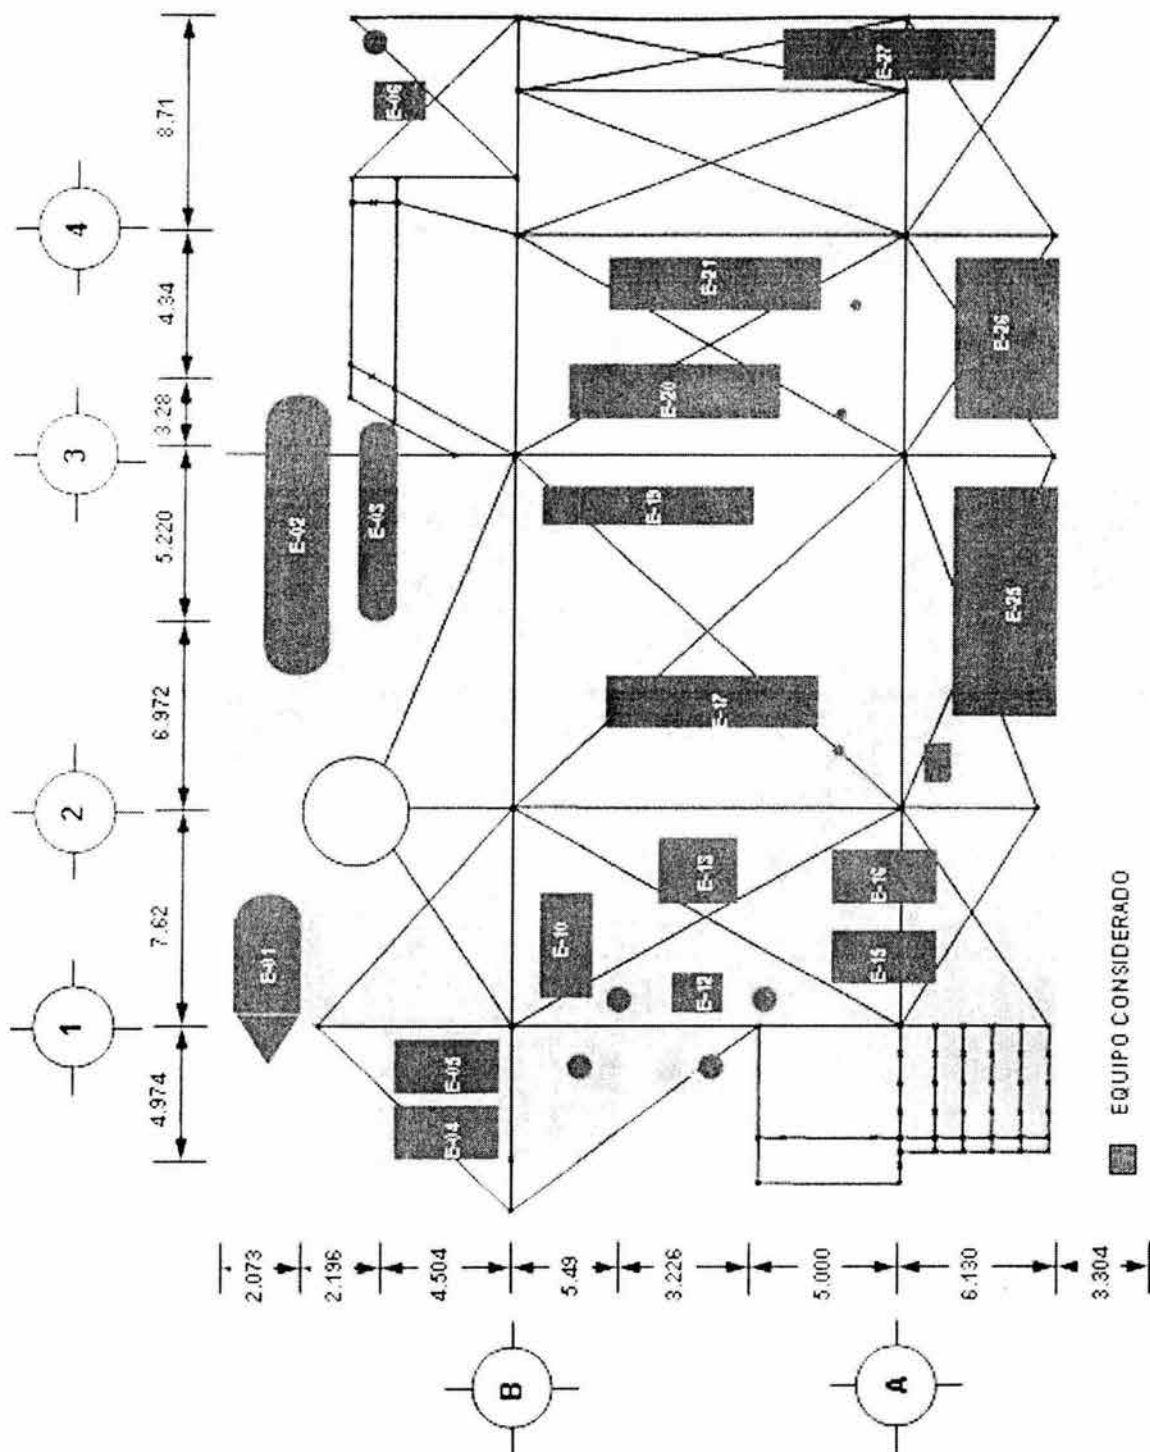 8.71
4
4.34
3.28
3
5.220
6.972
2
7.62
1
4.974
E-06
E-27
E-21
E-20
E-26
E-02
E-03
E-19
E-25
E-17
E-01
E-13
E-16
E-10
E-15
E-12
E-05
E-04
EQUIPO CONSIDERADO
2.073
2.196
4.504
5.49
3.226
5.000
6.130
3.304
B
A